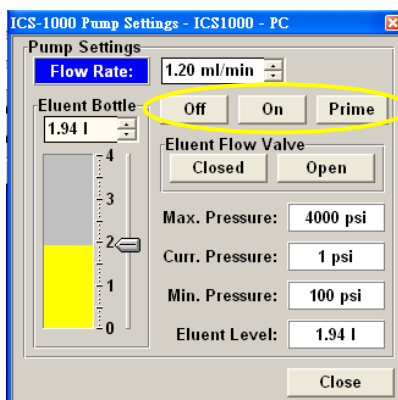 ICS-1000 Pump Settings - ICS1000 - PC
Pump Settings
Flow Rate: 1.20 ml/min
Eluent Bottle Off On Prime
1.94 l
Eluent Flow Valve
Closed Open
4
3
2
1
0
Max. Pressure: 4000 psi
Curr. Pressure: 1 psi
Min. Pressure: 100 psi
Eluent Level: 1.94 l
Close